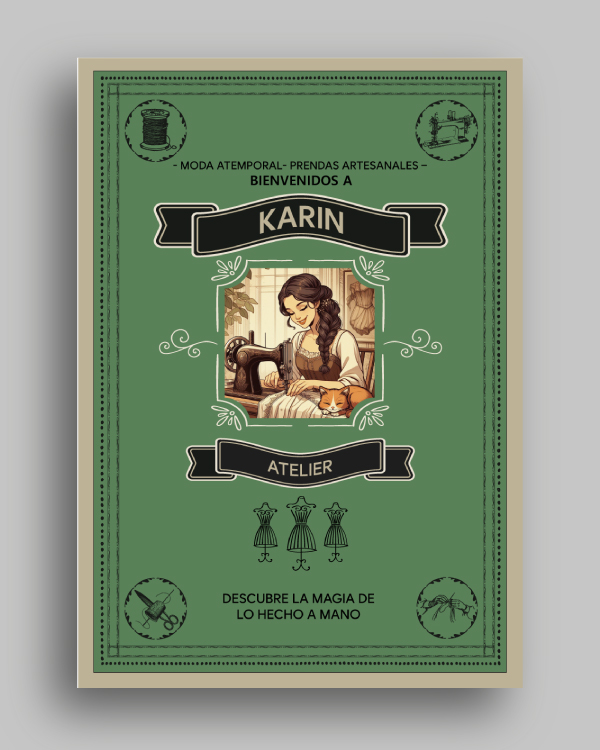 - MODA ATEMPORAL- PRENDAS ARTESANALES –
BIENVENIDOS A
KARIN
ATELIER
DESCUBRE LA MAGIA DE
LO HECHO A MANO